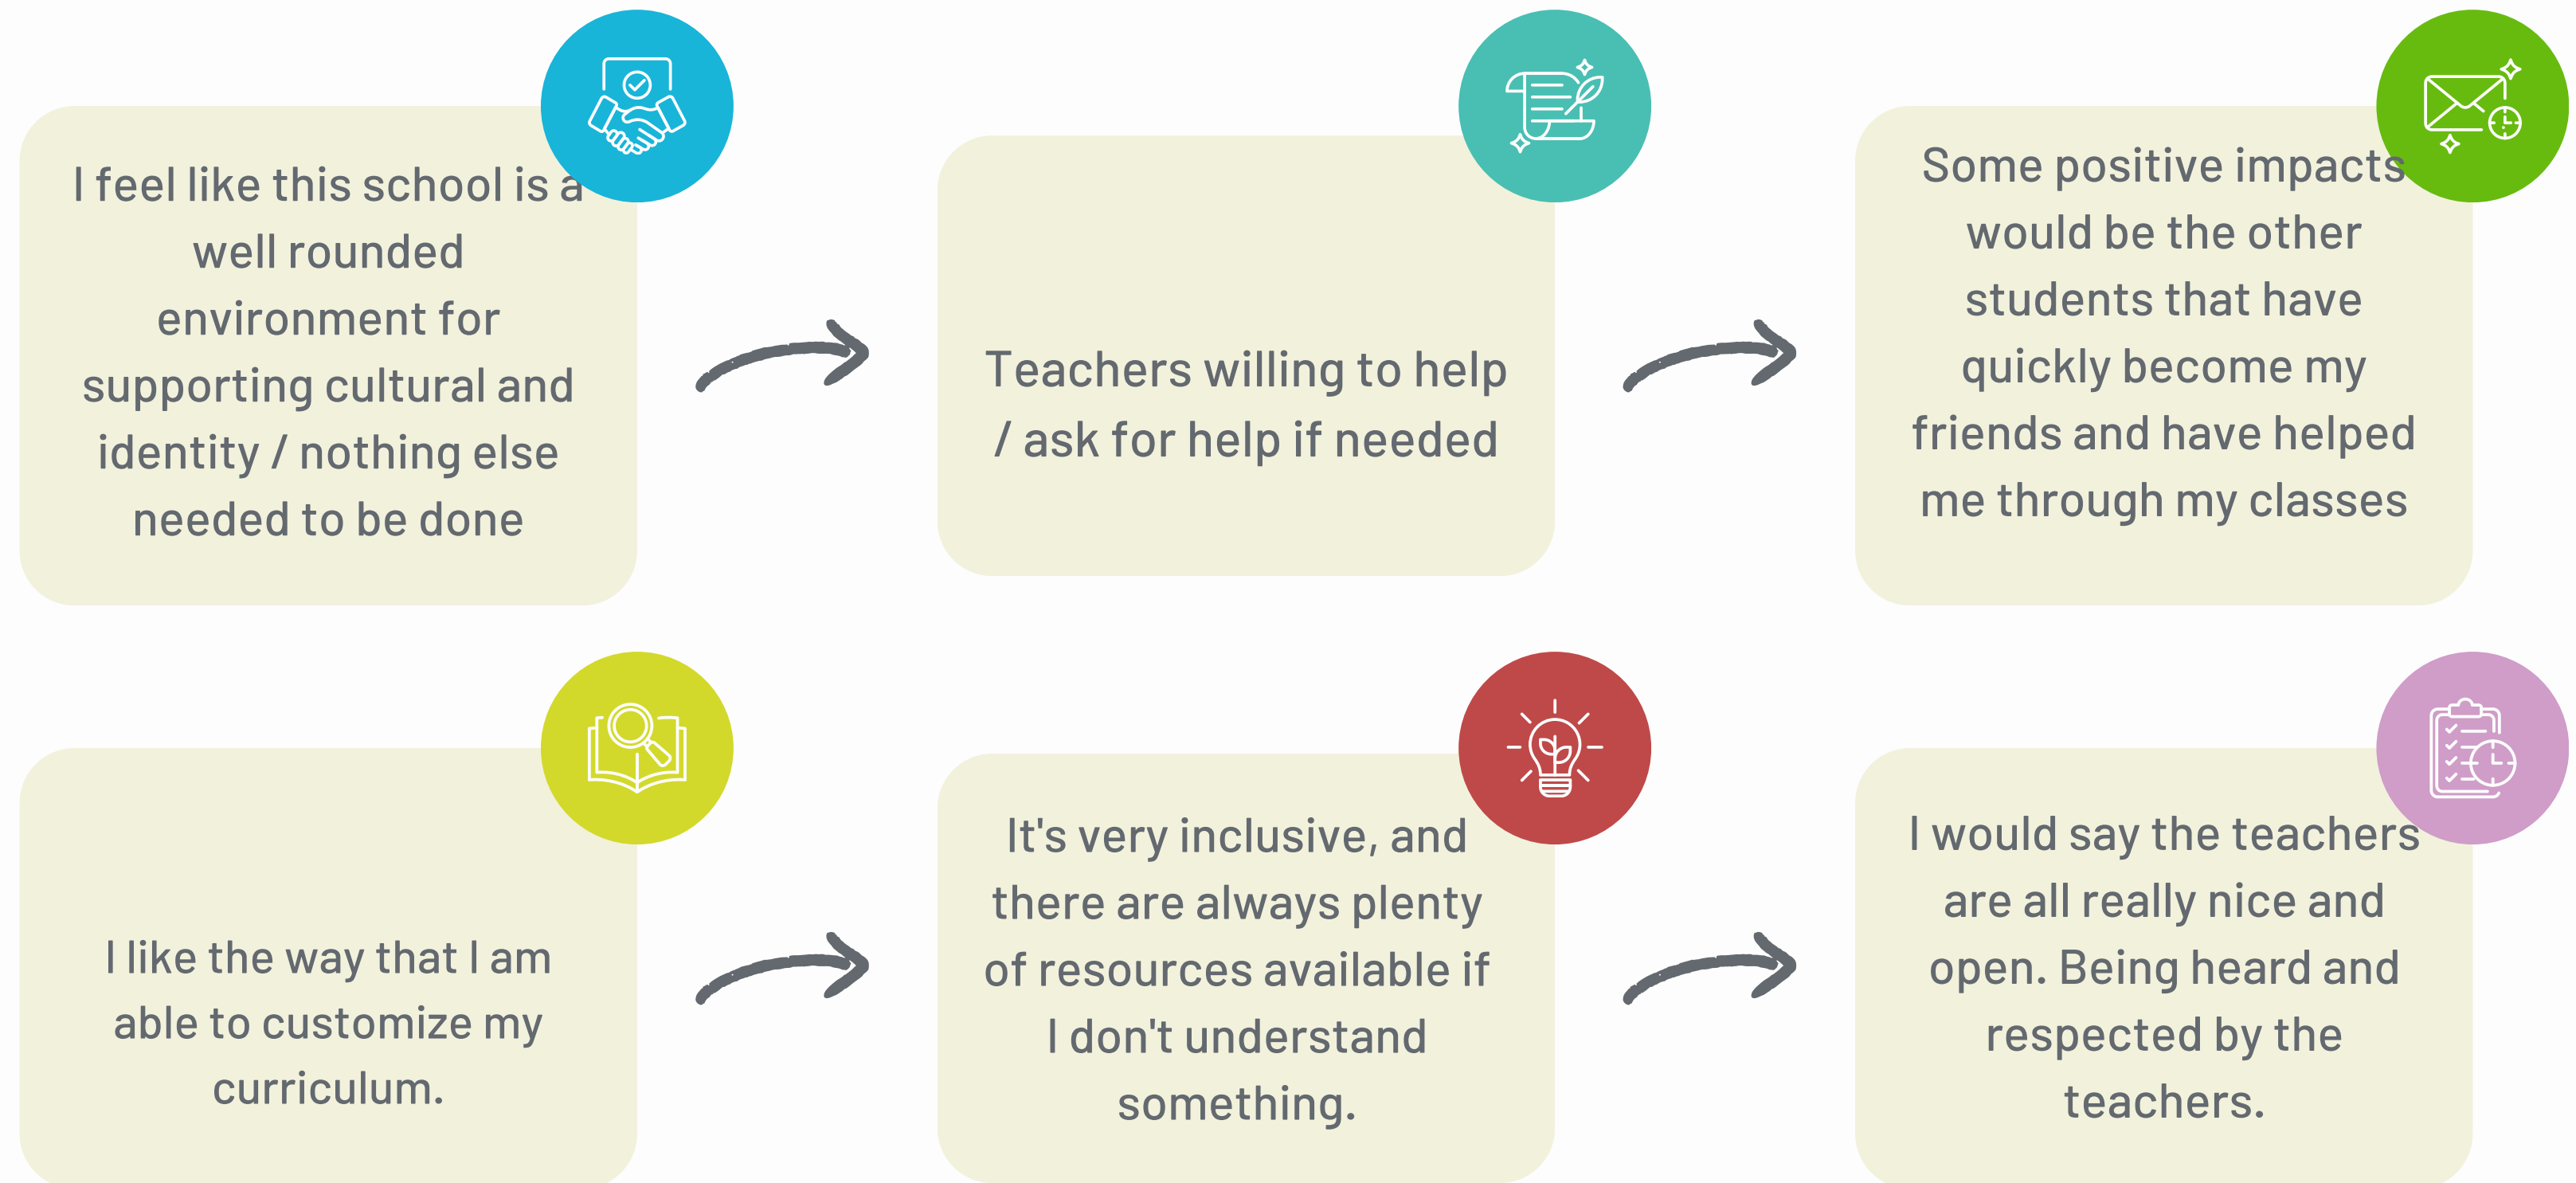 I feel like this school is a
well rounded
environment for
supporting cultural and
identity / nothing else
needed to be done
Teachers willing to help
/ ask for help if needed
Some positive impacts
would be the other
students that have
quickly become my
friends and have helped
me through my classes
I like the way that I am
able to customize my
curriculum.
It's very inclusive, and
there are always plenty
of resources available if
I don't understand
something.
I would say the teachers
are all really nice and
open. Being heard and
respected by the
teachers.